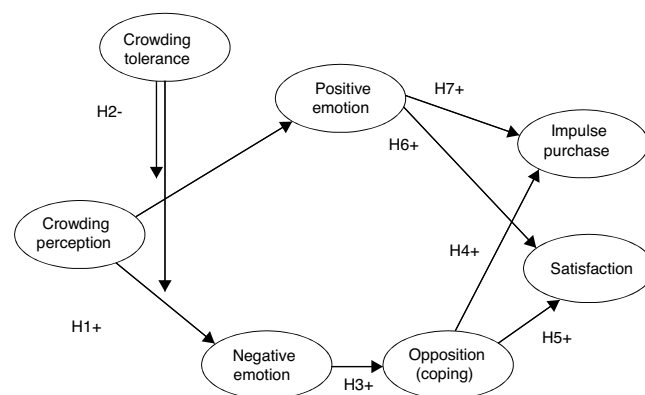 Crowding
tolerance
H2-
Positive
emotion
H7+
H6+
Impulse
purchase
Crowding
perception
H4+
Satisfaction
H1+
H5+
Negative
emotion
H3+
Opposition
(coping)